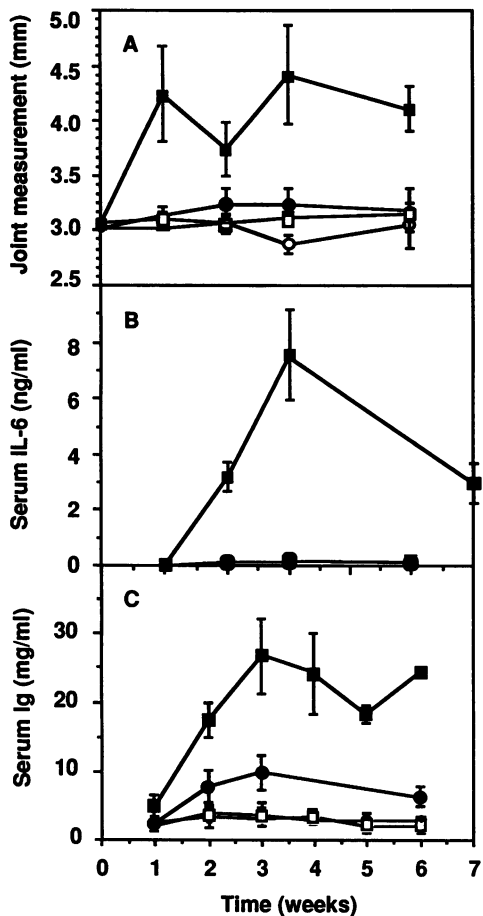 A
Joint measurement (mm)
5.0
4.5
4.0
3.5
3.0
2.5
B
Serum IL-6 (ng/ml)
8
6
4
2
0
C
Serum Ig (mg/ml)
30
20
10
0
0 1 2 3 4 5 6 7
Time (weeks)